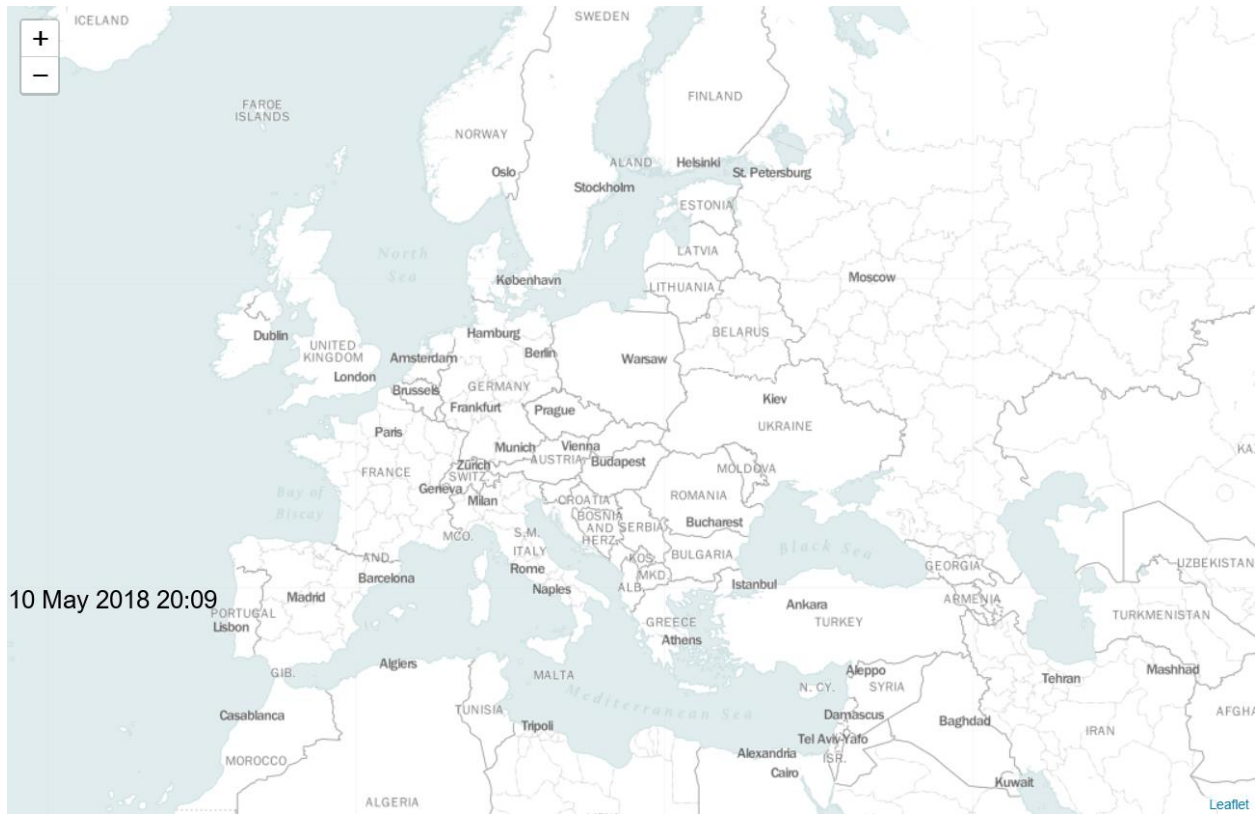 ICELAND
SWEDEN
+
−
FAROE
ISLANDS
FINLAND
NORWAY
Oslo
ALAND
Helsinki
St. Petersburg
Stockholm
ESTONIA
North
Sea
LATVIA
København
LITHUANIA
Moscow
Dublin
Hamburg
BELARUS
UNITED
KINGDOM
Amsterdam
Berlin
Warsaw
London
Brussels
GERMANY
Kiev
Frankfurt
Prague
UKRAINE
Paris
Munich
Vienna
AUSTRIA
Budapest
MOLDOVA
FRANCE
Zürich
SWITZ.
Geneva
Milan
Bay of
Biscay
CROATIA
ROMANIA
BOSNIA
AND
HERZ.
SERBIA
Bucharest
MCO.
S.M.
ITALY
Black Sea
AND.
KOS.
BULGARIA
GEORGIA
UZBEKISTAN
Barcelona
Rome
MKD.
ALB.
Istanbul
Naples
10 May 2018 20:09
Madrid
Ankara
ARMENIA
PORTUGAL
Lisbon
GREECE
TURKEY
TURKMENISTAN
Athens
Algiers
GIB.
MALTA
Aleppo
Tehran
Mashhad
N. CY.
SYRIA
Mediterranean Sea
Casablanca
TUNISIA
Tripoli
Damascus
Baghdad
AFGHA
Tel Aviv-Yafo
IRAN
MOROCCO
Alexandria
ISR.
Cairo
Kuwait
ALGERIA
Leaflet